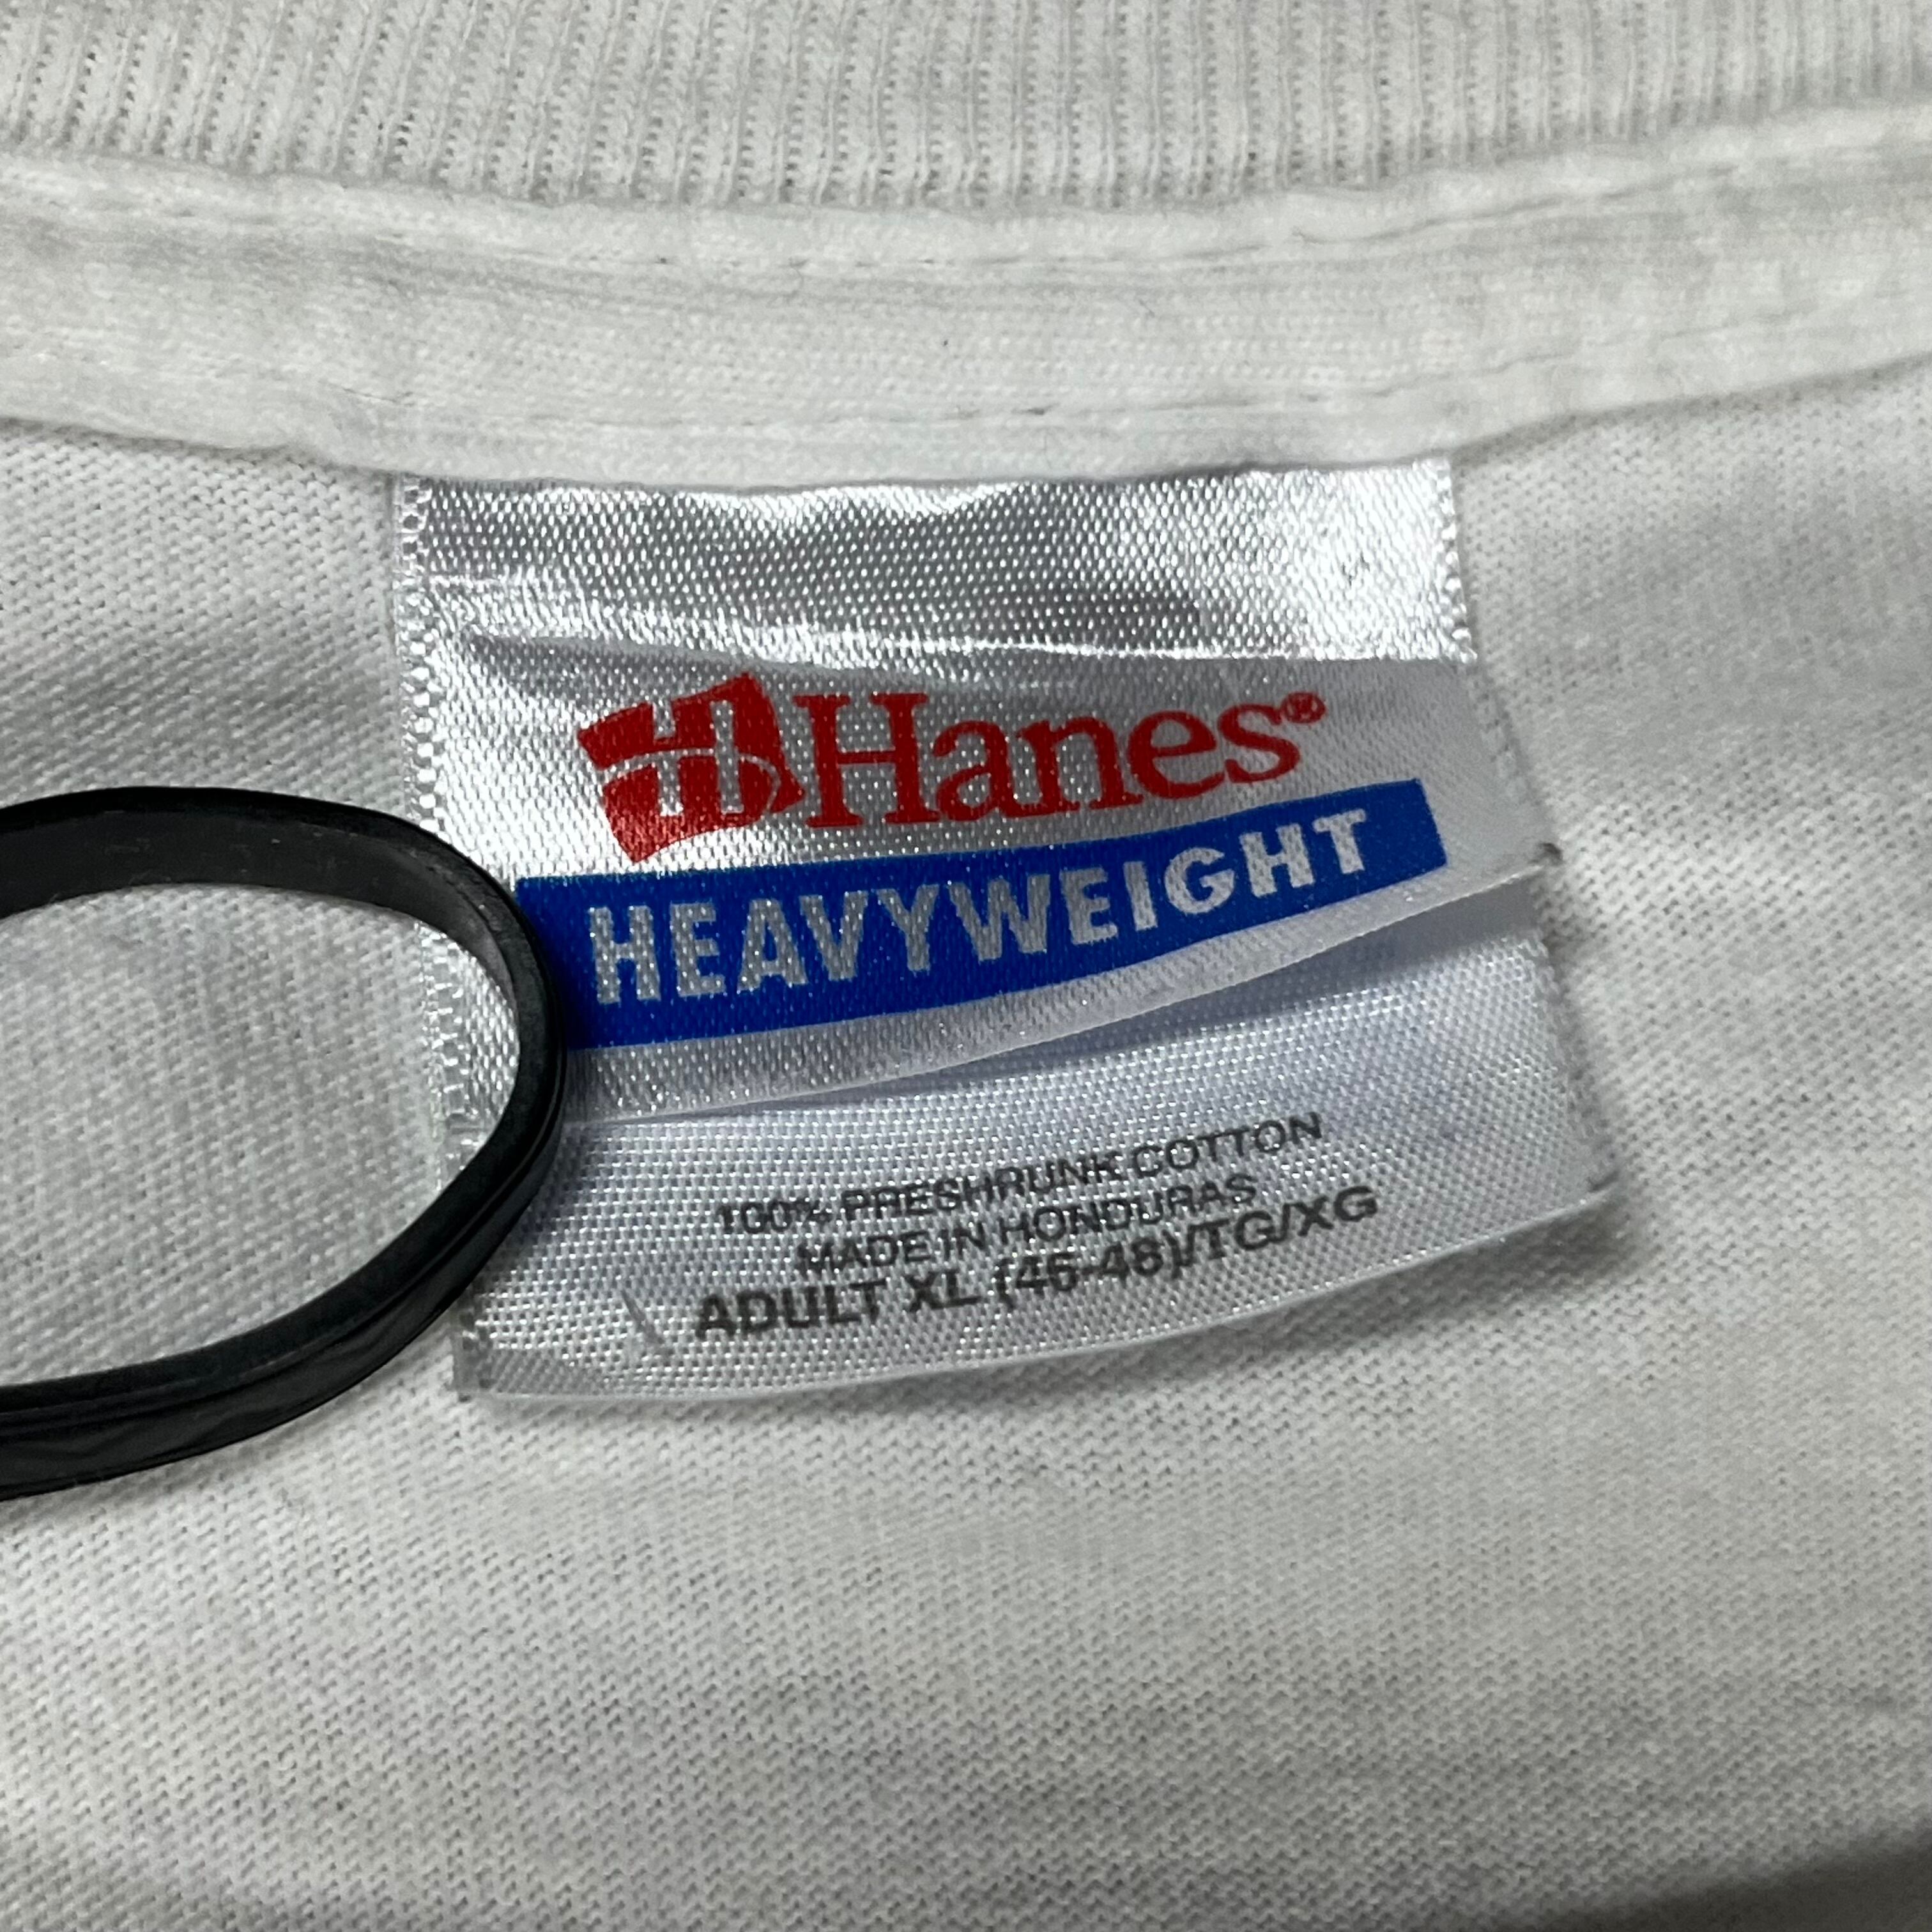 H Hanes®
HEAVYWEIGHT
100% PRESHRUNK COTTON
MADE IN HONDURAS
ADULT XL (46-48)/TG/XG